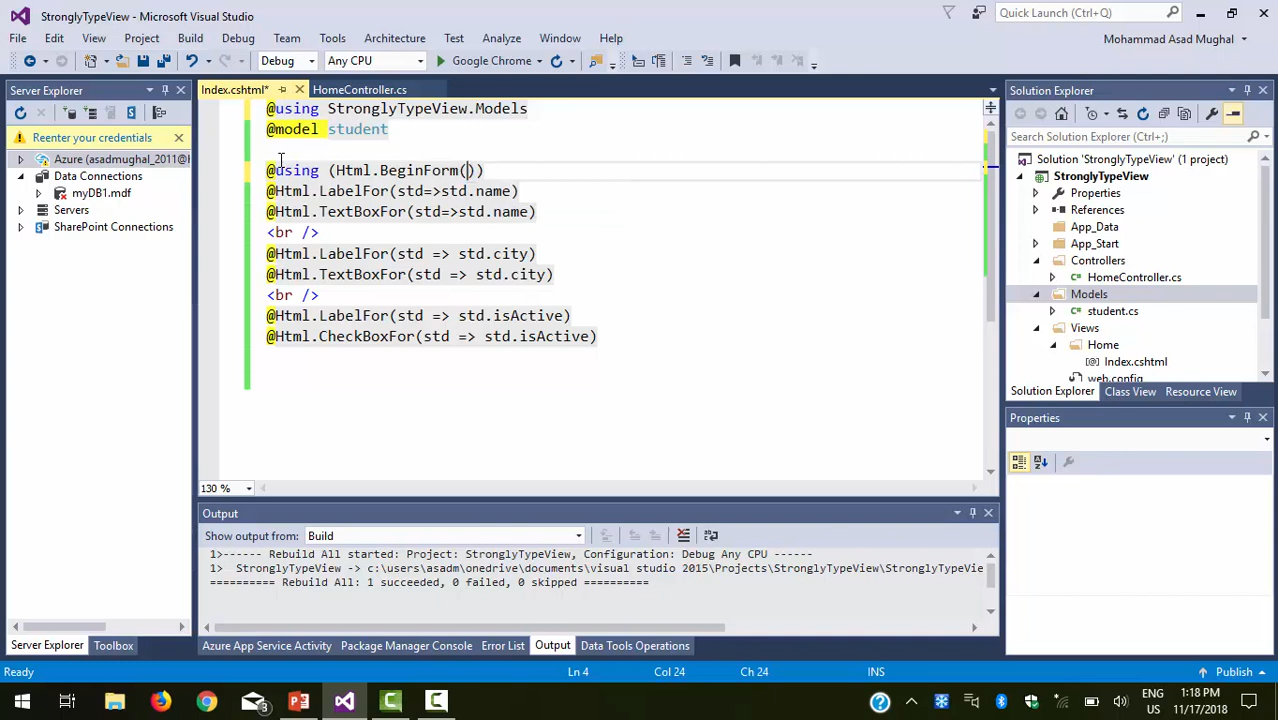 StronglyTypeView - Microsoft Visual Studio
Quick Launch (Ctrl+Q)
File Edit View Project Build Debug Team Tools Architecture Test Analyze Window Help
Mohammad Asad Mughal
Debug Any CPU Google Chrome
Server Explorer
Reenter your credentials
Azure (asadmughal_2011@
Data Connections
myDB1.mdf
Servers
SharePoint Connections
Server Explorer Toolbox
Index.cshtml* HomeController.cs
@using StronglyTypeView.Models
@model student
@using (Html.BeginForm())
@Html.LabelFor(std=>std.name)
@Html.TextBoxFor(std=>std.name)
<br />
@Html.LabelFor(std => std.city)
@Html.TextBoxFor(std => std.city)
<br />
@Html.LabelFor(std => std.isActive)
@Html.CheckBoxFor(std => std.isActive)
130 %
Output
Show output from: Build
1>------ Rebuild All started: Project: StronglyTypeView, Configuration: Debug Any CPU ------
1> StronglyTypeView -> c:\users\asadm\onedrive\documents\visual studio 2015\Projects\StronglyTypeView\StronglyTypeVie
========== Rebuild All: 1 succeeded, 0 failed, 0 skipped ==========
Azure App Service Activity Package Manager Console Error List Output Data Tools Operations
Solution Explorer
Search Solution Explorer (Ctrl+;)
Solution 'StronglyTypeView' (1 project)
StronglyTypeView
Properties
References
App_Data
App_Start
Controllers
HomeController.cs
Models
student.cs
Views
Home
Index.cshtml
web.config
Solution Explorer Class View Resource View
Properties
Ready Ln 4 Col 24 Ch 24 INS Publish
3
ENG
US
1:18 PM
11/17/2018